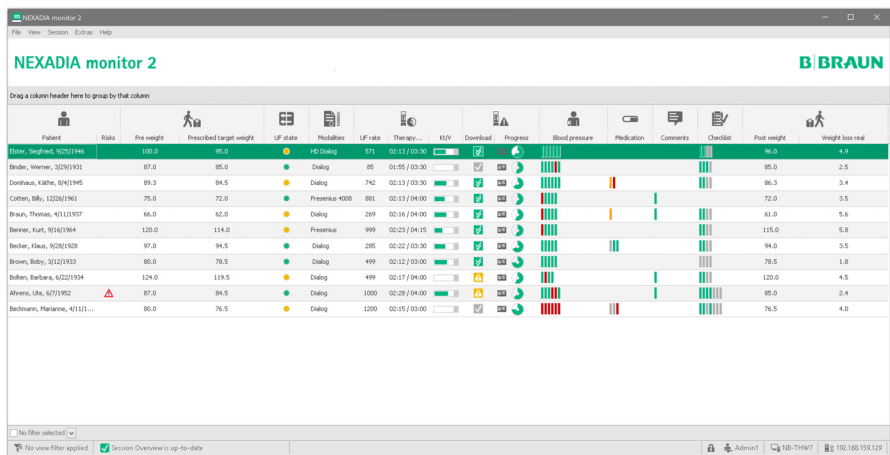 NEXADIA monitor 2
File View Session Extras Help
NEXADIA monitor 2
B BRAUN
Drag a column header here to group by that column
Patient Risks Pre weight Prescribed target weight UF state Modalities UF rate Therapy... Kt/V Download Progress Blood pressure Medication Comments Checklist Post weight Weight loss real
Elster, Siegfried, 9/25/1946 100.0 95.0 HD Dialog 571 02:13 / 03:30 96.0 4.9
Binder, Werner, 3/29/1931 87.0 85.0 Dialog 85 01:55 / 03:00 85.0 2.5
Domhaus, Käthe, 8/4/1945 89.3 84.5 Dialog 742 02:13 / 03:30 86.3 3.4
Cotten, Billy, 12/26/1961 75.0 72.0 Presenius 4008 881 02:13 / 04:00 72.0 3.5
Braun, Thomas, 4/11/1937 66.0 62.0 Dialog 269 02:16 / 04:00 61.0 5.6
Benner, Kurt, 9/16/1964 120.0 114.0 Presenius 999 02:23 / 04:15 115.0 5.8
Becker, Klaus, 9/28/1928 97.0 94.5 Dialog 285 02:22 / 03:30 94.0 3.5
Brown, Boby, 3/12/1933 80.0 78.5 Dialog 499 02:12 / 03:00 78.5 1.8
Bolten, Barbara, 6/22/1934 124.0 119.5 Dialog 499 02:17 / 04:00 120.0 4.5
Ahrens, Ute, 6/7/1952 87.0 84.5 Dialog 1000 02:28 / 04:00 85.0 2.4
Beckmann, Marianne, 4/11/1... 80.0 76.5 Dialog 1200 02:15 / 03:00 76.5 4.0
No filter selected
No view filter applied Session Overview is up-to-date Admin1 NB-THW7 192.168.159.129